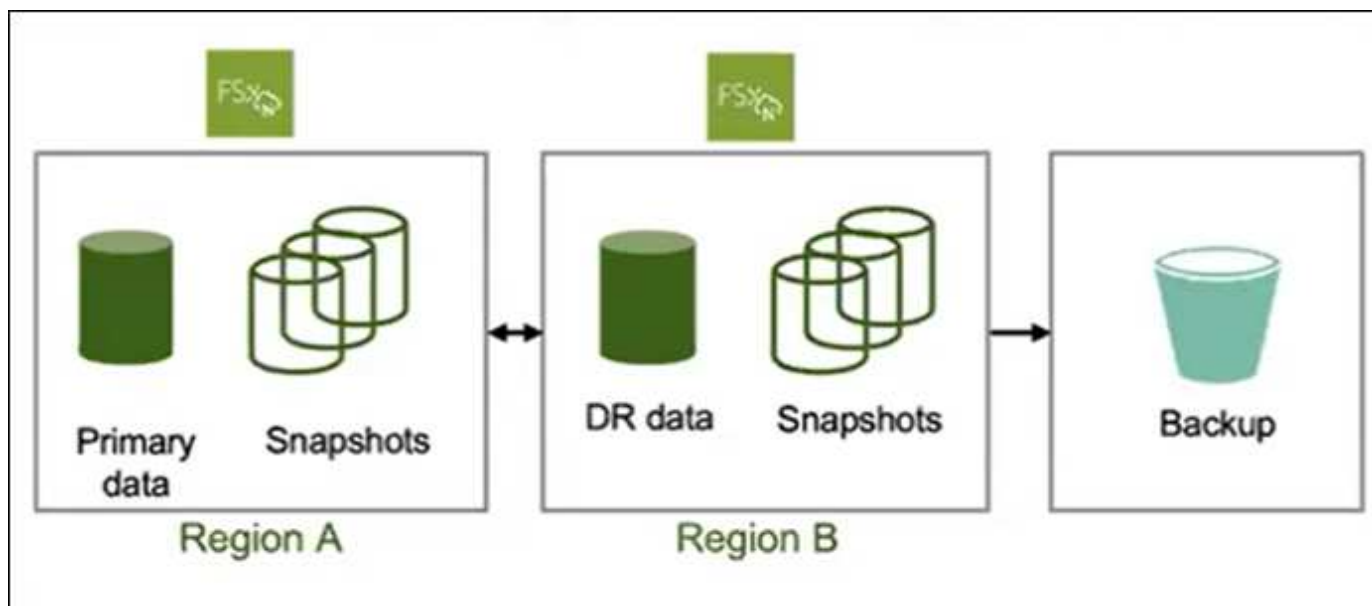 FSx
N
FSx
N
Primary
data
Snapshots
Region A
DR data
Snapshots
Region B
Backup